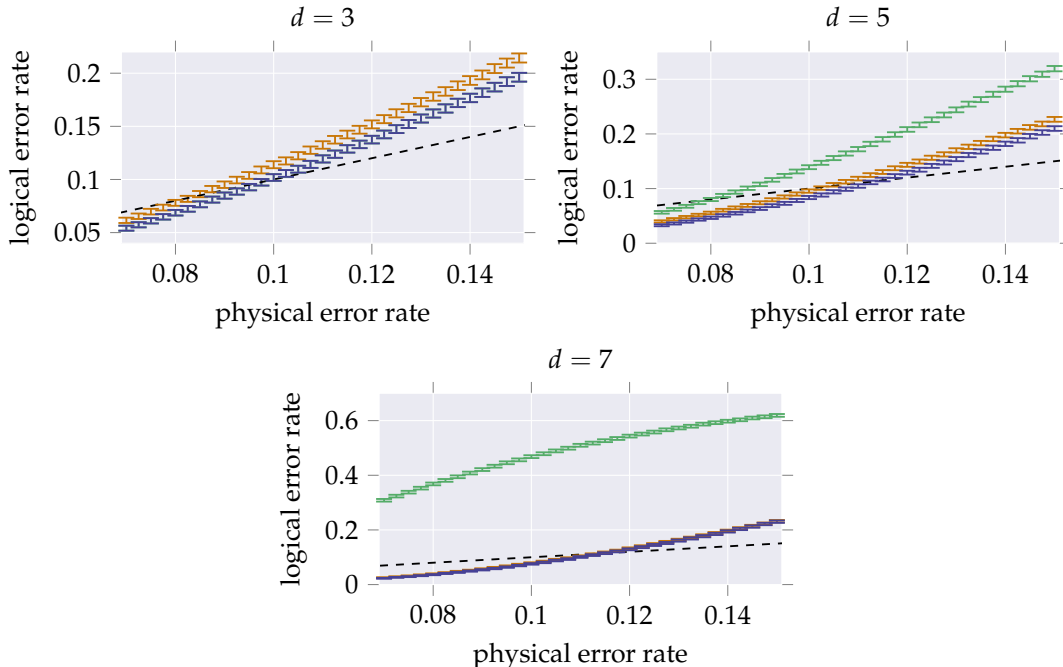 d = 3
logical error rate
0.2
0.15
0.1
0.05
0.08 0.1 0.12 0.14
physical error rate
d = 5
logical error rate
0.3
0.2
0.1
0
0.08 0.1 0.12 0.14
physical error rate
d = 7
logical error rate
0.6
0.4
0.2
0
0.08 0.1 0.12 0.14
physical error rate